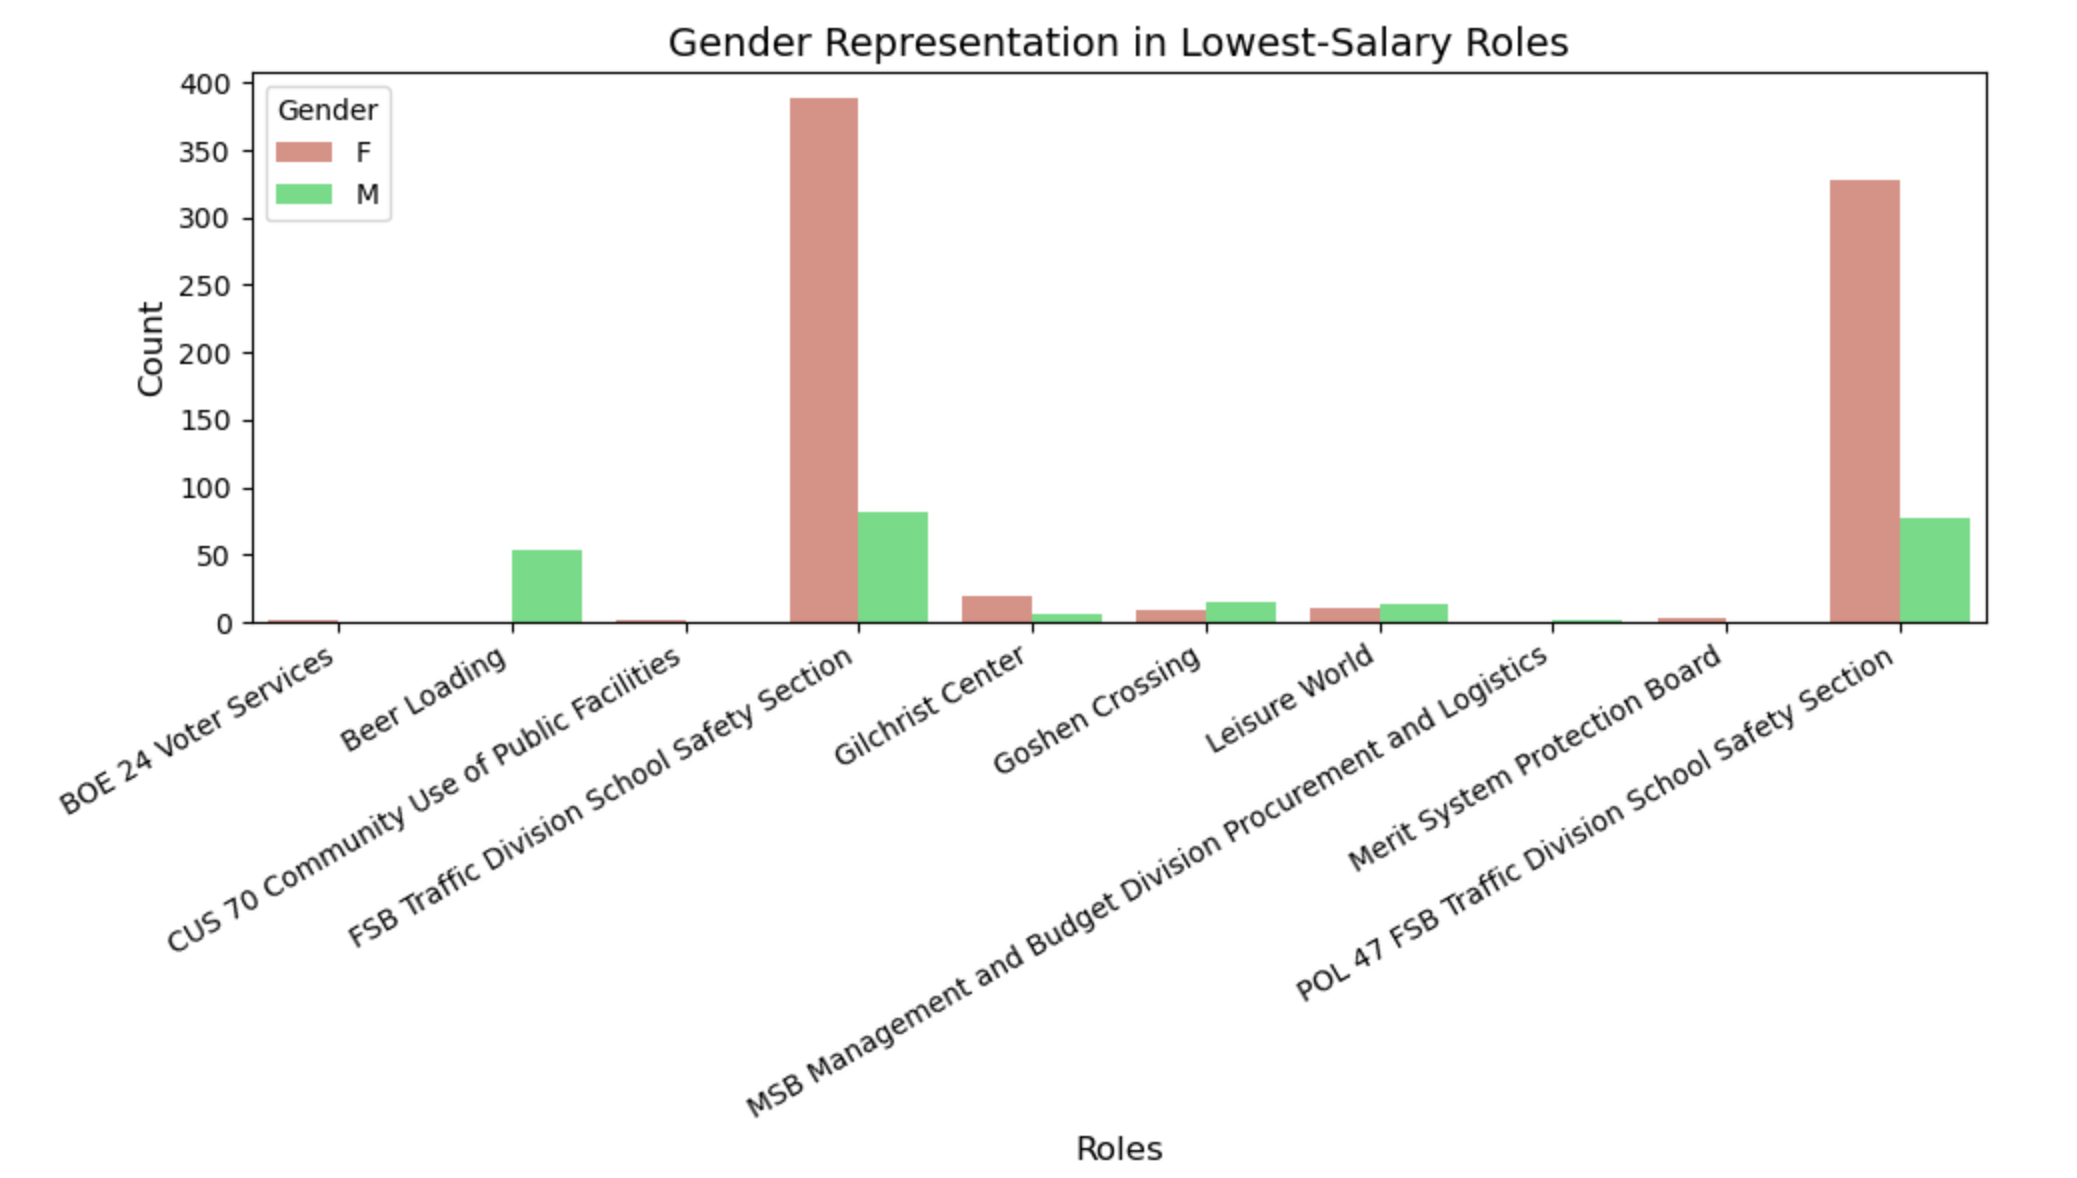 Gender Representation in Lowest-Salary Roles
400
350
300
250
200
150
100
50
0
Count
Gender
F
M
BOE 24 Voter Services
Beer Loading
CUS 70 Community Use of Public Facilities
FSB Traffic Division School Safety Section
Gilchrist Center
Goshen Crossing
Leisure World
MSB Management and Budget Division Procurement and Logistics
Merit System Protection Board
POL 47 FSB Traffic Division School Safety Section
Roles